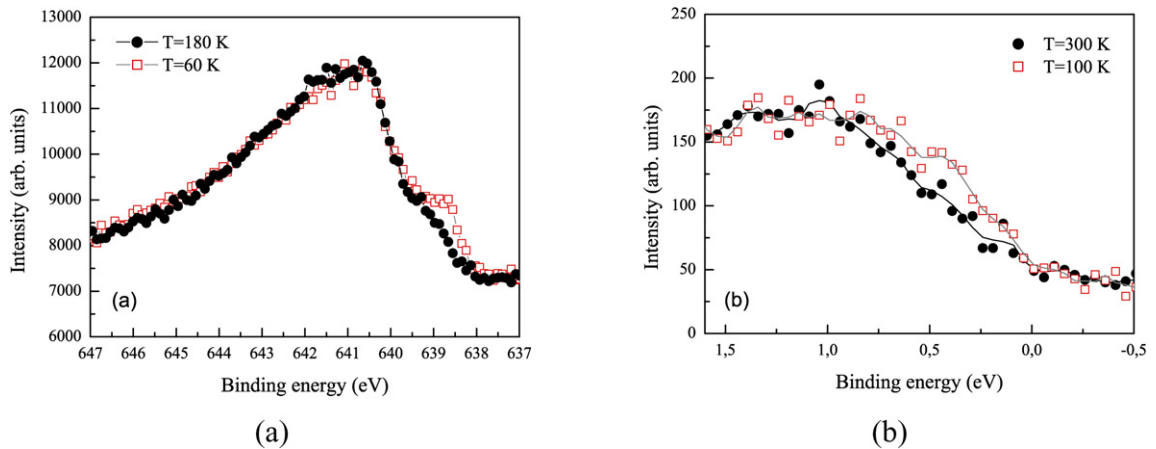 13000
12000
11000
10000
9000
8000
7000
6000
Intensity (arb. units)
T=180 K
T=60 K
(a)
647 646 645 644 643 642 641 640 639 638 637
Binding energy (eV)
(a)
250
200
150
100
50
0
Intensity (arb. units)
T=300 K
T=100 K
(b)
1,5 1,0 0,5 0,0 -0,5
Binding energy (eV)
(b)